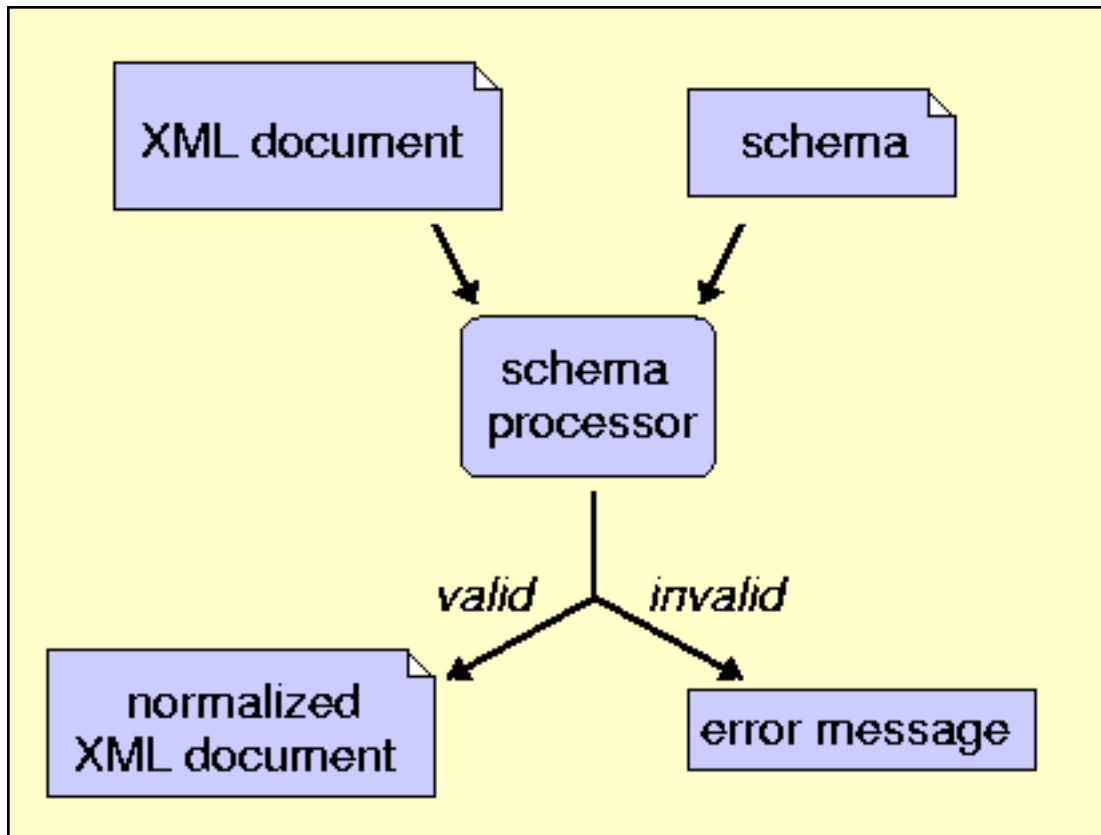 XML document
schema
schema
processor
valid
invalid
normalized
XML document
error message